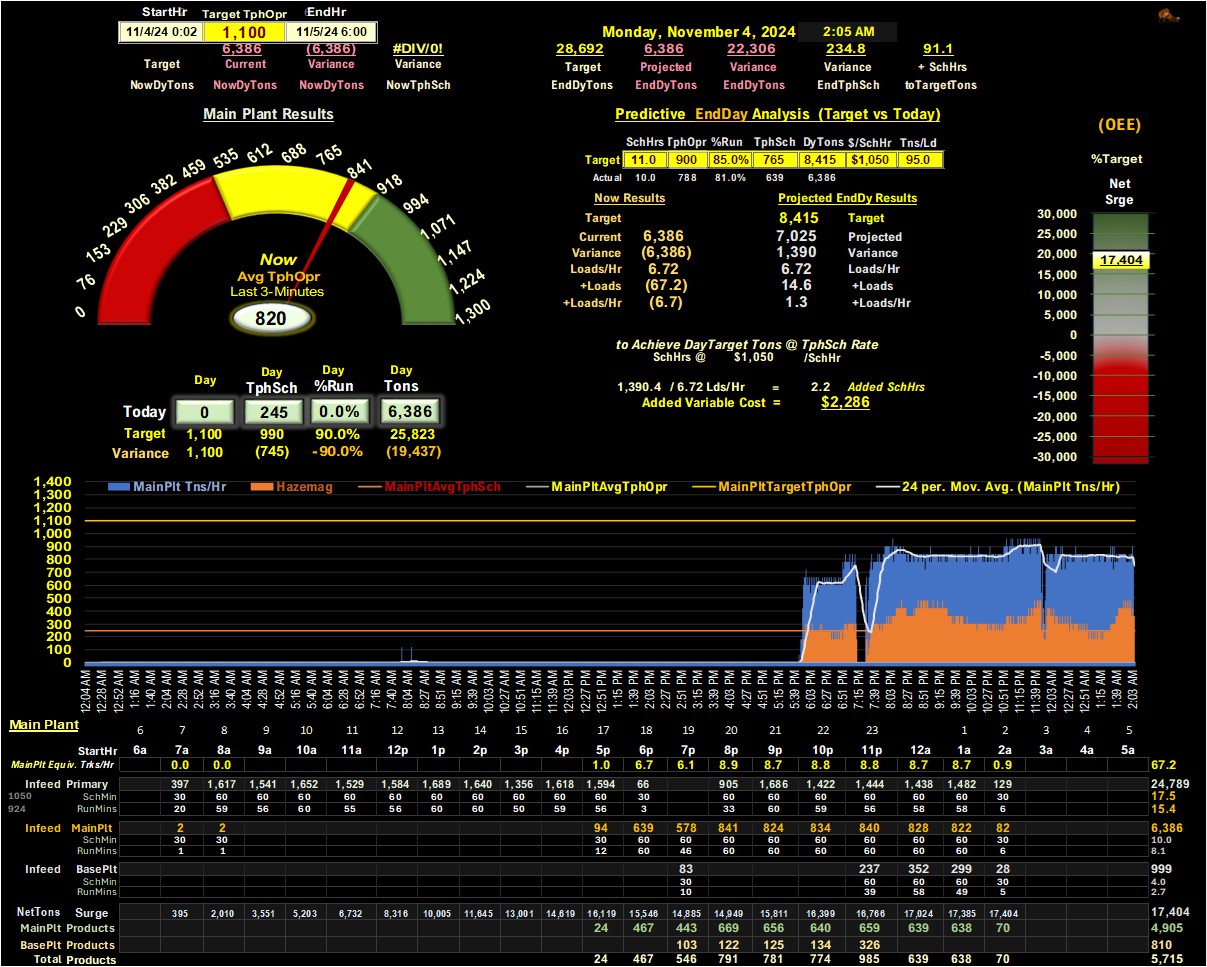 StartHr Target TphOpr EndHr
11/4/24 0:02 1,100 11/5/24 6:00
Monday, November 4, 2024 2:05 AM
6,386 (6,386) #DIV/0!
Target Current Variance Variance
NowDyTons NowDyTons NowDyTons NowTphSch
28,692 6,386 22,306 234.8 91.1
Target Projected Variance Variance + SchHrs
EndDyTons EndDyTons EndDyTons EndTphSch toTargetTons
Main Plant Results
0 76 153 229 306 382 459 535 612 688 765 841 918 994 1,071 1,147 1,224 1,300
Now
Avg TphOpr
Last 3-Minutes
820
Predictive EndDay Analysis (Target vs Today)
SchHrs TphOpr %Run TphSch DyTons $/SchHr Tns/Ld
Target 11.0 900 85.0% 765 8,415 $1,050 95.0
Actual 10.0 788 81.0% 639 6,386
Now Results Projected EndDy Results
Target 8,415 Target
Current 6,386 7,025 Projected
Variance (6,386) 1,390 Variance
Loads/Hr 6.72 6.72 Loads/Hr
+Loads (67.2) 14.6 +Loads
+Loads/Hr (6.7) 1.3 +Loads/Hr
to Achieve DayTarget Tons @ TphSch Rate
SchHrs @ $1,050 /SchHr
1,390.4 / 6.72 Lds/Hr = 2.2 Added SchHrs
Added Variable Cost = $2,286
(OEE)
%Target
Net
Srge
30,000
25,000
20,000
17,404
15,000
10,000
5,000
0
-5,000
-10,000
-15,000
-20,000
-25,000
-30,000
Day Day Day Day
TphSch %Run Tons
Today 0 245 0.0% 6,386
Target 1,100 990 90.0% 25,823
Variance 1,100 (745) -90.0% (19,437)
MainPlt Tns/Hr Hazemag MainPltAvgTphSch MainPltAvgTphOpr MainPltTargetTphOpr 24 per. Mov. Avg. (MainPlt Tns/Hr)
1,400
1,300
1,200
1,100
1,000
900
800
700
600
500
400
300
200
100
0
12:04 AM 12:28 AM 12:52 AM 1:16 AM 1:40 AM 2:04 AM 2:28 AM 2:52 AM 3:16 AM 3:40 AM 4:04 AM 4:28 AM 4:52 AM 5:16 AM 5:40 AM 6:04 AM 6:28 AM 6:52 AM 7:16 AM 7:40 AM 8:04 AM 8:27 AM 8:51 AM 9:15 AM 9:39 AM 10:03 AM 10:27 AM 10:51 AM 11:15 AM 11:39 AM 12:03 PM 12:27 PM 12:51 PM 1:15 PM 1:39 PM 2:03 PM 2:27 PM 2:51 PM 3:15 PM 3:39 PM 4:03 PM 4:27 PM 4:51 PM 5:15 PM 5:39 PM 6:03 PM 6:27 PM 6:51 PM 7:15 PM 7:39 PM 8:03 PM 8:27 PM 8:51 PM 9:15 PM 9:39 PM 10:03 PM 10:27 PM 10:51 PM 11:15 PM 11:39 PM 12:03 AM 12:27 AM 12:51 AM 1:15 AM 1:39 AM 2:03 AM
Main Plant 6 7 8 9 10 11 12 13 14 15 16 17 18 19 20 21 22 23 1 2 3 4 5
StartHr 6a 7a 8a 9a 10a 11a 12p 1p 2p 3p 4p 5p 6p 7p 8p 9p 10p 11p 12a 1a 2a 3a 4a 5a
MainPlt Equiv. Trks/Hr 0.0 0.0 1.0 6.7 6.1 8.9 8.7 8.8 8.8 8.7 8.7 0.9 67.2
Infeed Primary 397 1,617 1,541 1,652 1,529 1,584 1,689 1,640 1,356 1,618 1,594 66 905 1,686 1,422 1,444 1,438 1,482 129 24,789
1050 SchMin 30 60 60 60 60 60 60 60 60 60 60 30 60 60 60 60 60 60 30 17.5
924 RunMins 20 59 56 60 55 56 56 60 50 59 56 3 33 60 59 56 58 58 6 15.4
Infeed MainPlt 2 2 94 639 578 841 824 834 840 828 822 82 6,386
SchMin 30 30 30 60 60 60 60 60 60 60 60 30 10.0
RunMins 1 1 12 60 46 60 60 60 60 60 60 6 8.1
Infeed BasePlt 83 237 352 299 28 999
SchMin 30 60 60 60 30 4.0
RunMins 10 39 58 49 5 2.7
NetTons Surge 395 2,010 3,551 5,203 6,732 8,316 10,005 11,645 13,001 14,619 16,119 15,546 14,885 14,949 15,811 16,399 16,766 17,024 17,385 17,404 17,404
MainPlt Products 24 467 443 669 656 640 659 639 638 70 4,905
BasePlt Products 103 122 125 134 326 810
Total Products 24 467 546 791 781 774 985 639 638 70 5,715